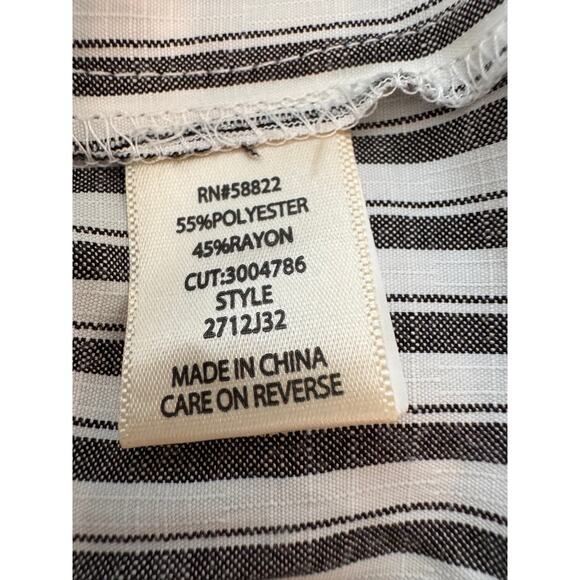 RN#58822
55%POLYESTER
45%RAYON
CUT:3004786
STYLE
2712J32
MADE IN CHINA
CARE ON REVERSE